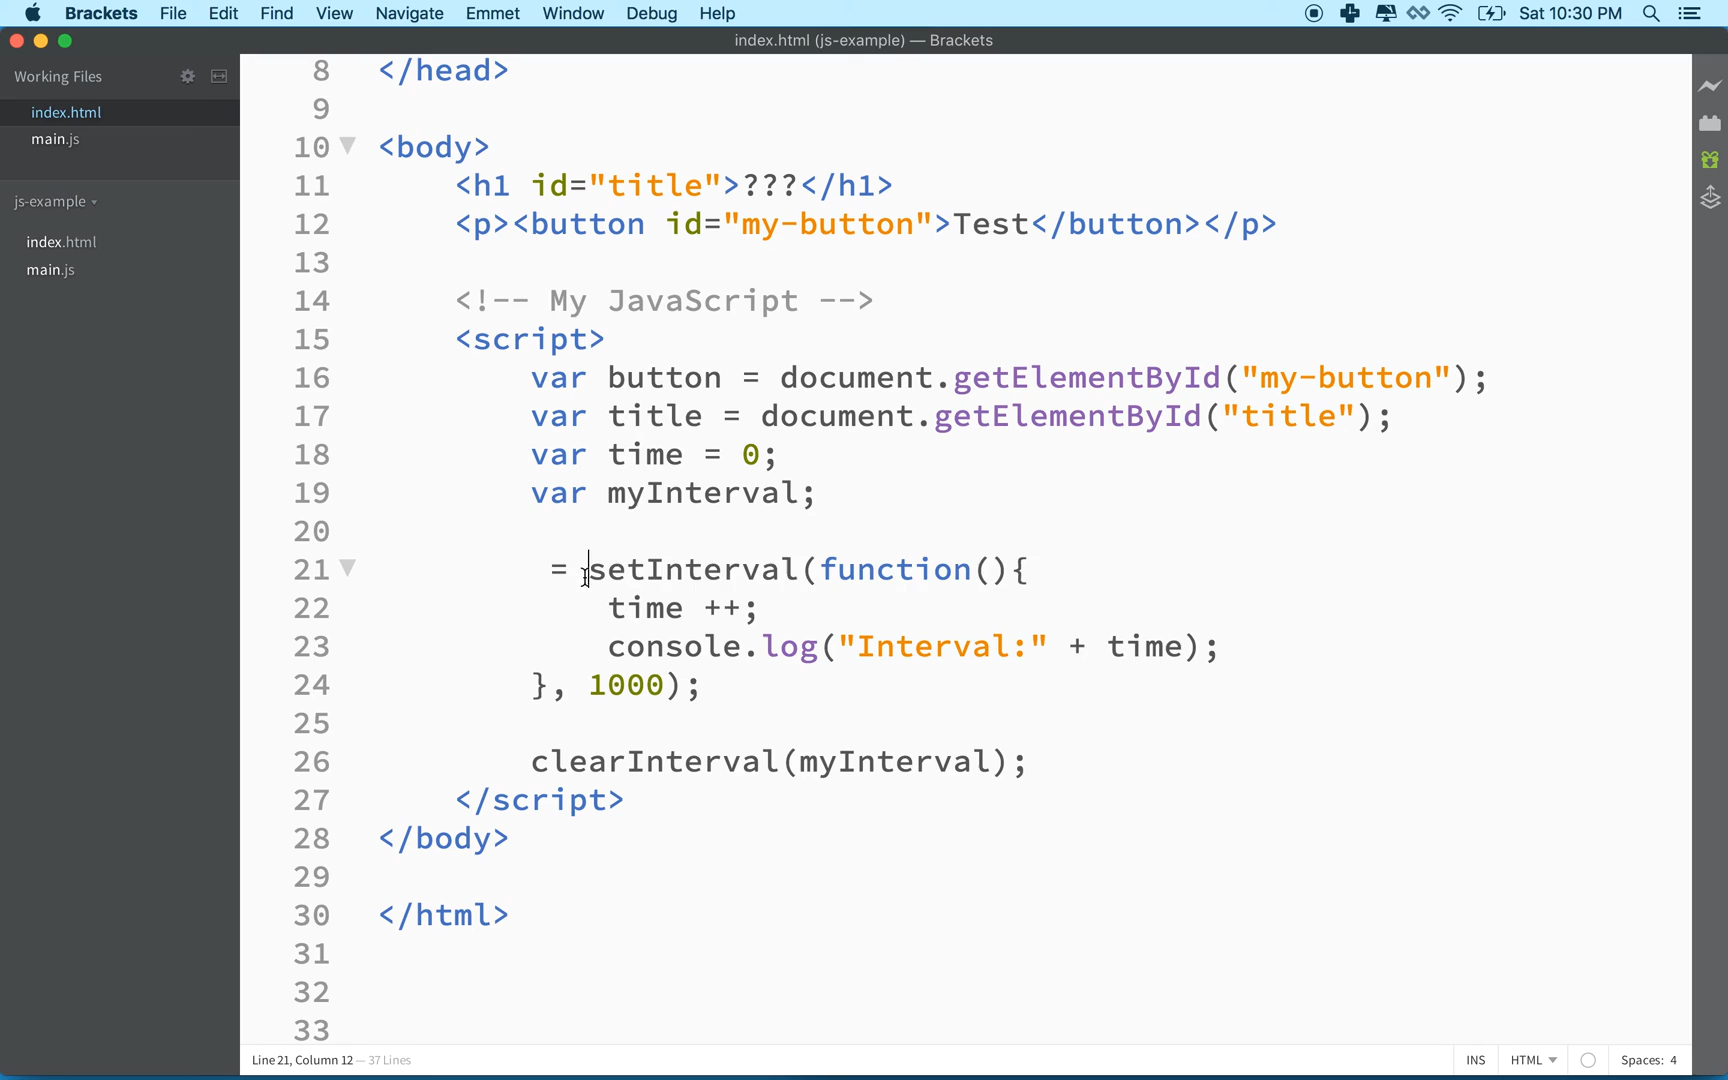 Brackets File Edit Find View Navigate Emmet Window Debug Help Sat 10:30 PM
index.html (js-example) — Brackets
Working Files
index.html
main.js
js-example
index.html
main.js
8 </head>
9
10 <body>
11 <h1 id="title">???</h1>
12 <p><button id="my-button">Test</button></p>
13
14 <!-- My JavaScript -->
15 <script>
16 var button = document.getElementById("my-button");
17 var title = document.getElementById("title");
18 var time = 0;
19 var myInterval;
20
21 = setInterval(function(){
22 time ++;
23 console.log("Interval:" + time);
24 }, 1000);
25
26 clearInterval(myInterval);
27 </script>
28 </body>
29
30 </html>
31
32
33
Line 21, Column 12 — 37 Lines INS HTML Spaces: 4